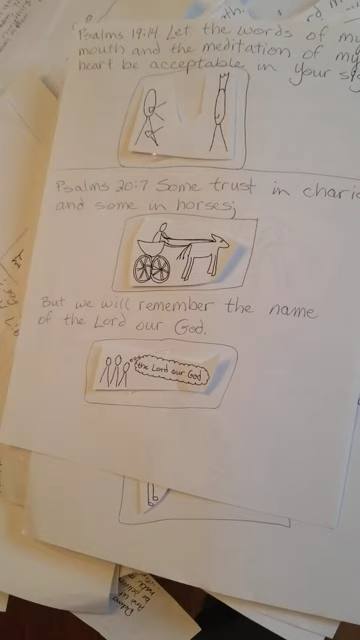 Psalms 19:14 Let the words of my
mouth and the meditation of my
heart be acceptable in your
Psalms 20:7 Some trust in
and some in horses;
But we will remember the name
of the Lord our God.
the Lord our God